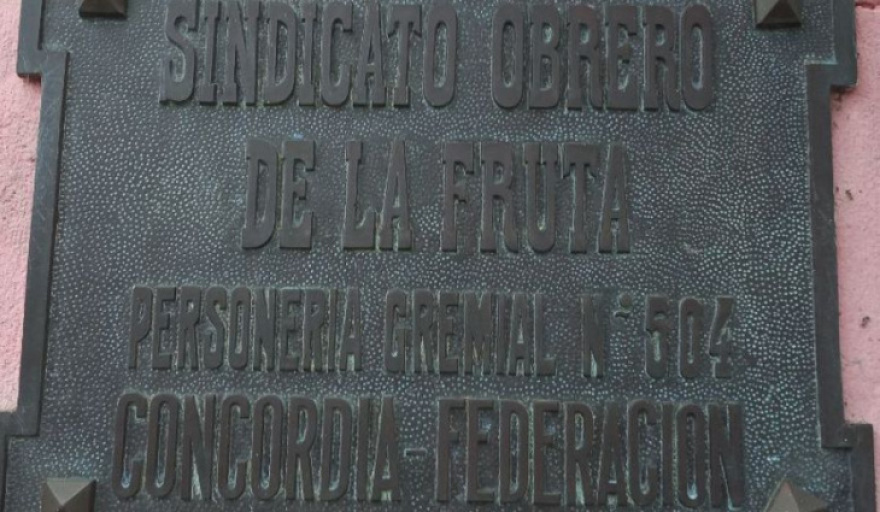 SINDICATO OBRERO
DE LA FRUTA
PERSONERIA GREMIAL N° 504
CONCORDIA-FEDERACION